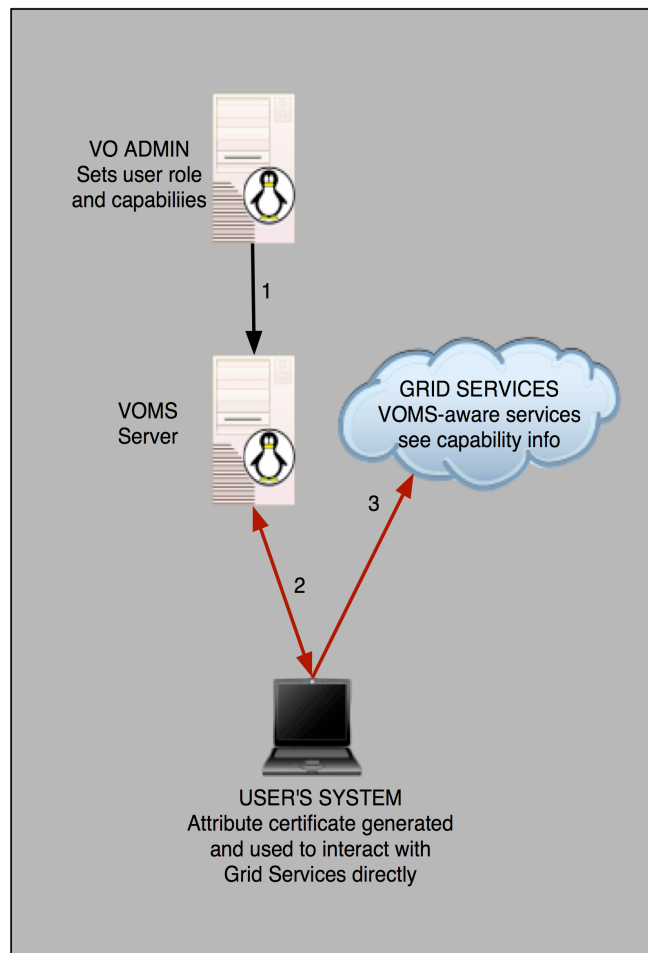 VO ADMIN
Sets user role
and capabiliies
1
VOMS
Server
GRID SERVICES
VOMS-aware services
see capability info
3
2
USER'S SYSTEM
Attribute certificate generated
and used to interact with
Grid Services directly